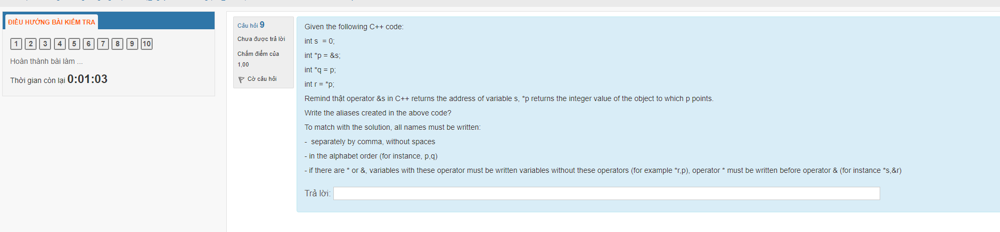 ĐIỀU HƯỚNG BÀI KIỂM TRA
1 2 3 4 5 6 7 8 9 10
Hoàn thành bài làm ...
Thời gian còn lại 0:01:03
Câu hỏi 9
Chưa được trả lời
Chấm điểm của
1,00
Cờ câu hỏi
Given the following C++ code:
int s  = 0;
int *p = &s;
int *q = p;
int r = *p;
Remind thật operator &s in C++ returns the address of variable s, *p returns the integer value of the object to which p points.
Write the aliases created in the above code?
To match with the solution, all names must be written:
-  separately by comma, without spaces
- in the alphabet order (for instance, p,q)
- if there are * or &, variables with these operator must be written variables without these operators (for example *r,p), operator * must be written before operator & (for instance *s,&r)
Trả lời: